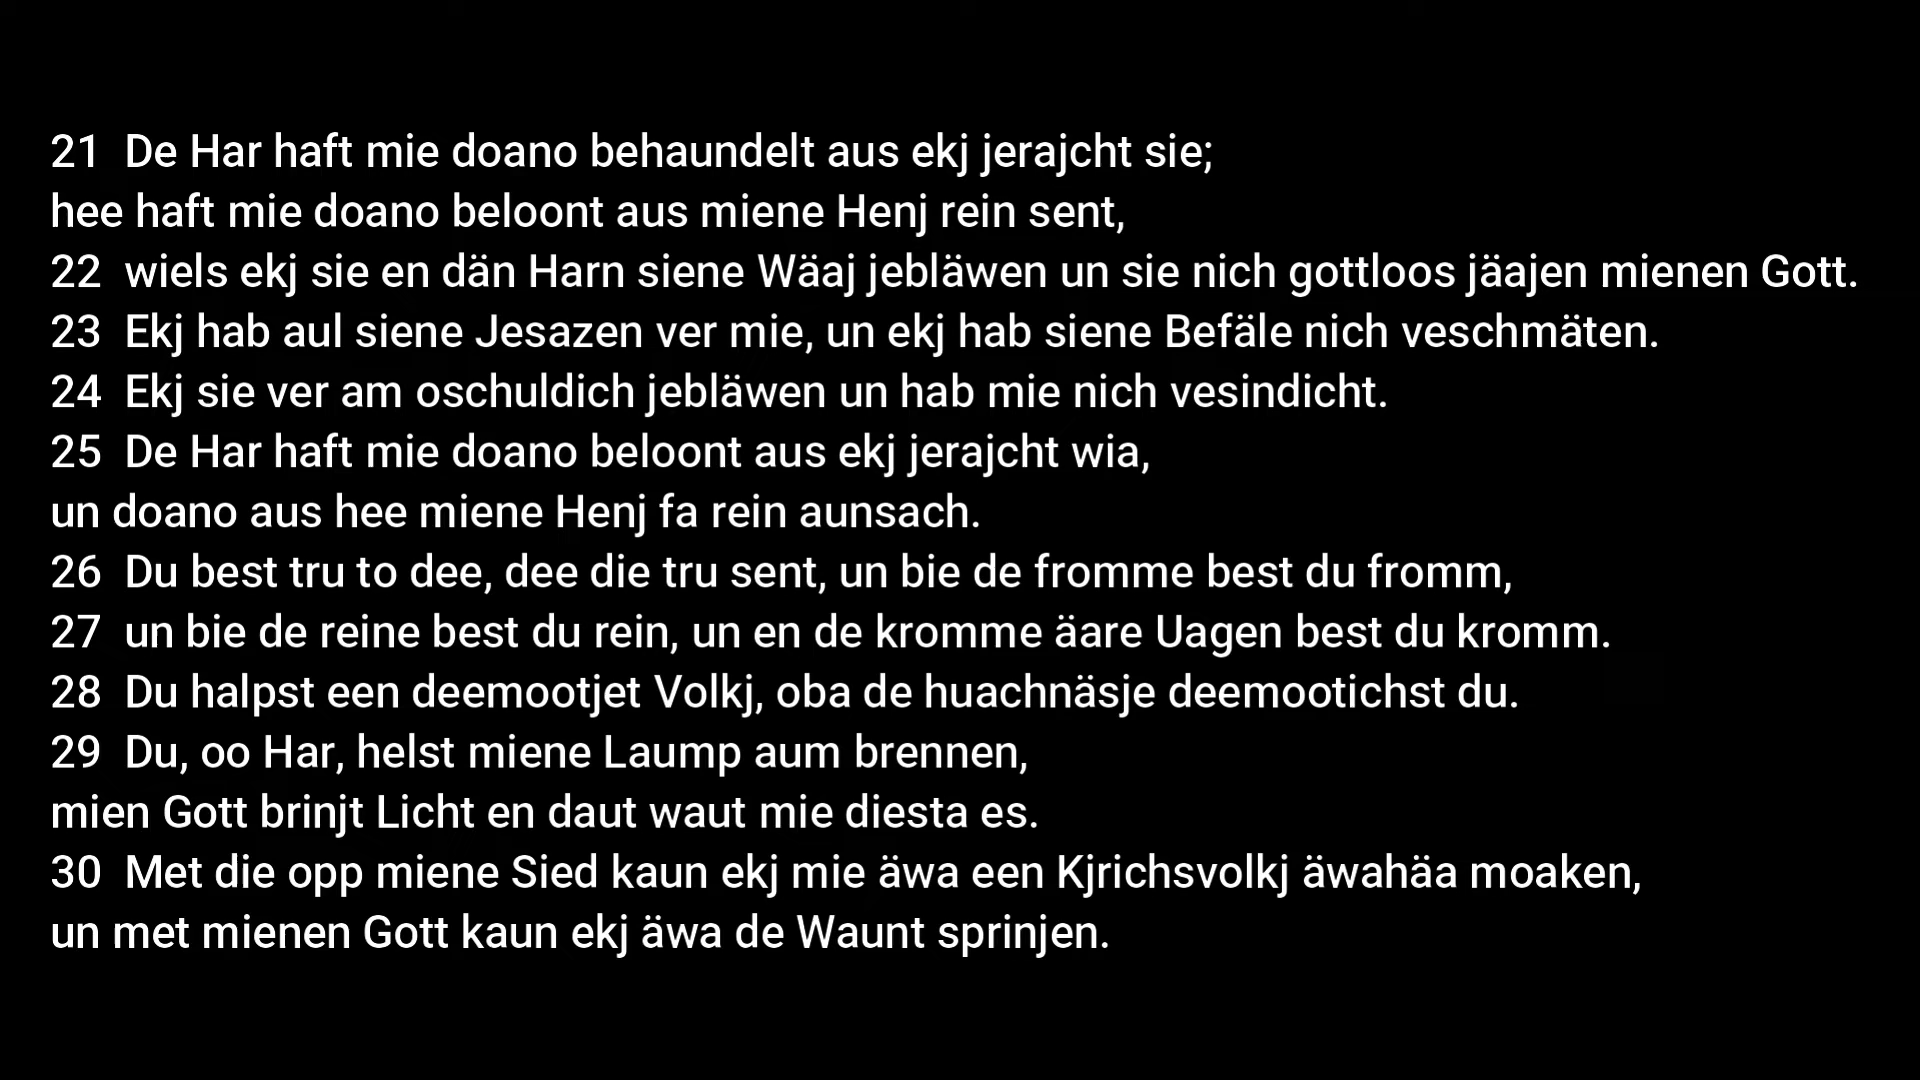 21 De Har haft mie doano behaundelt aus ekj jerajcht sie;
hee haft mie doano beloont aus miene Henj rein sent,
22 wiels ekj sie en dän Harn siene Wäaj jebläwen un sie nich gottloos jäajen mienen Gott.
23 Ekj hab aul siene Jesazen ver mie, un ekj hab siene Befäle nich veschmäten.
24 Ekj sie ver am oschuldich jebläwen un hab mie nich vesindicht.
25 De Har haft mie doano beloont aus ekj jerajcht wia,
un doano aus hee miene Henj fa rein aunsach.
26 Du best tru to dee, dee die tru sent, un bie de fromme best du fromm,
27 un bie de reine best du rein, un en de kromme äare Uagen best du kromm.
28 Du halpst een deemootjet Volkj, oba de huachnäsje deemootichst du.
29 Du, oo Har, helst miene Laump aum brennen,
mien Gott brinjt Licht en daut waut mie diesta es.
30 Met die opp miene Sied kaun ekj mie äwa een Kjrichsvolkj äwahäa moaken,
un met mienen Gott kaun ekj äwa de Waunt sprinjen.